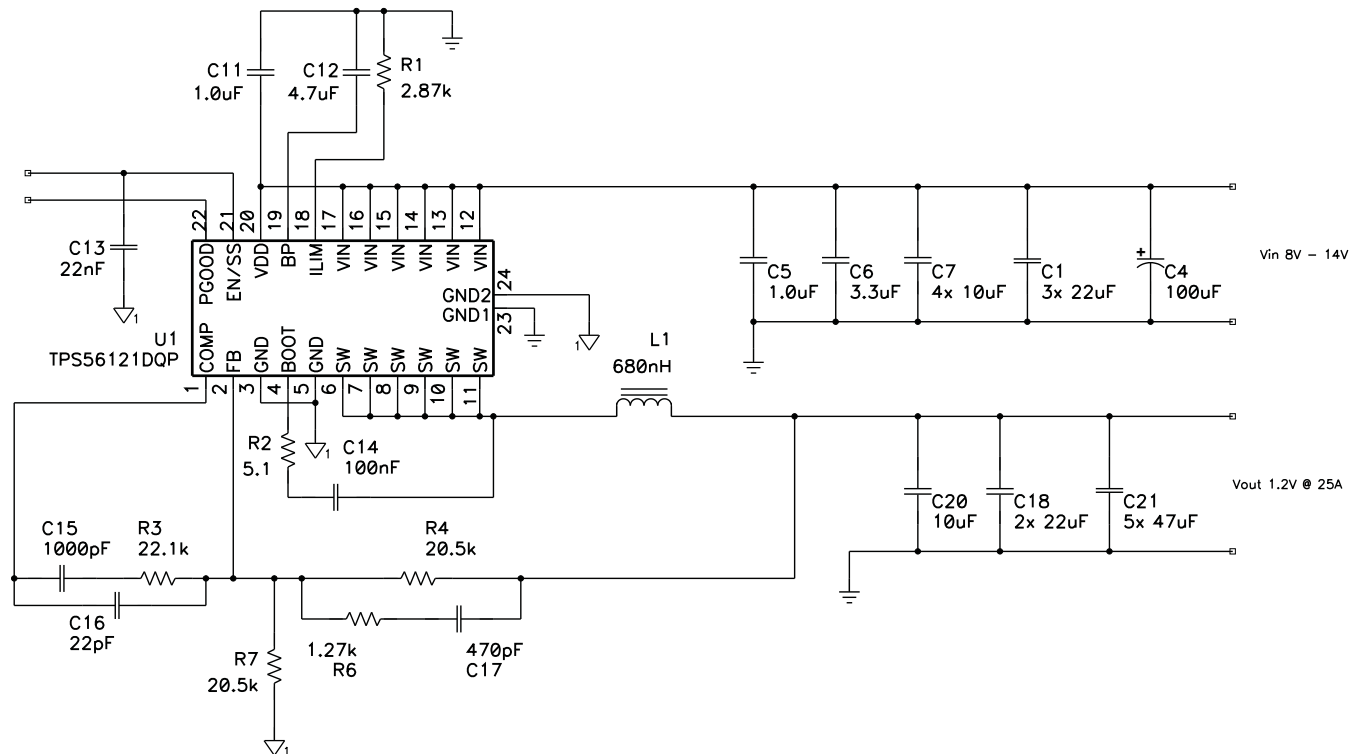 C11
1.0uF
C12
4.7uF
R1
2.87k
22
21
20
19
18
17
16
15
14
13
12
PGOOD
EN/SS
VDD
BP
ILIM
VIN
VIN
VIN
VIN
VIN
VIN
C13
22nF
1
GND2
24
GND1
23
1
U1
TPS56121DQP
COMP
FB
GND
BOOT
GND
SW
SW
SW
SW
SW
SW
1
2
3
4
5
6
7
8
9
10
11
C5
1.0uF
C6
3.3uF
C7
4x 10uF
C1
3x 22uF
+
C4
100uF
Vin 8V - 14V
L1
680nH
R2
5.1
1
C14
100nF
C20
10uF
C18
2x 22uF
C21
5x 47uF
Vout 1.2V @ 25A
C15
1000pF
R3
22.1k
R4
20.5k
C16
22pF
1.27k
R6
470pF
C17
R7
20.5k
1